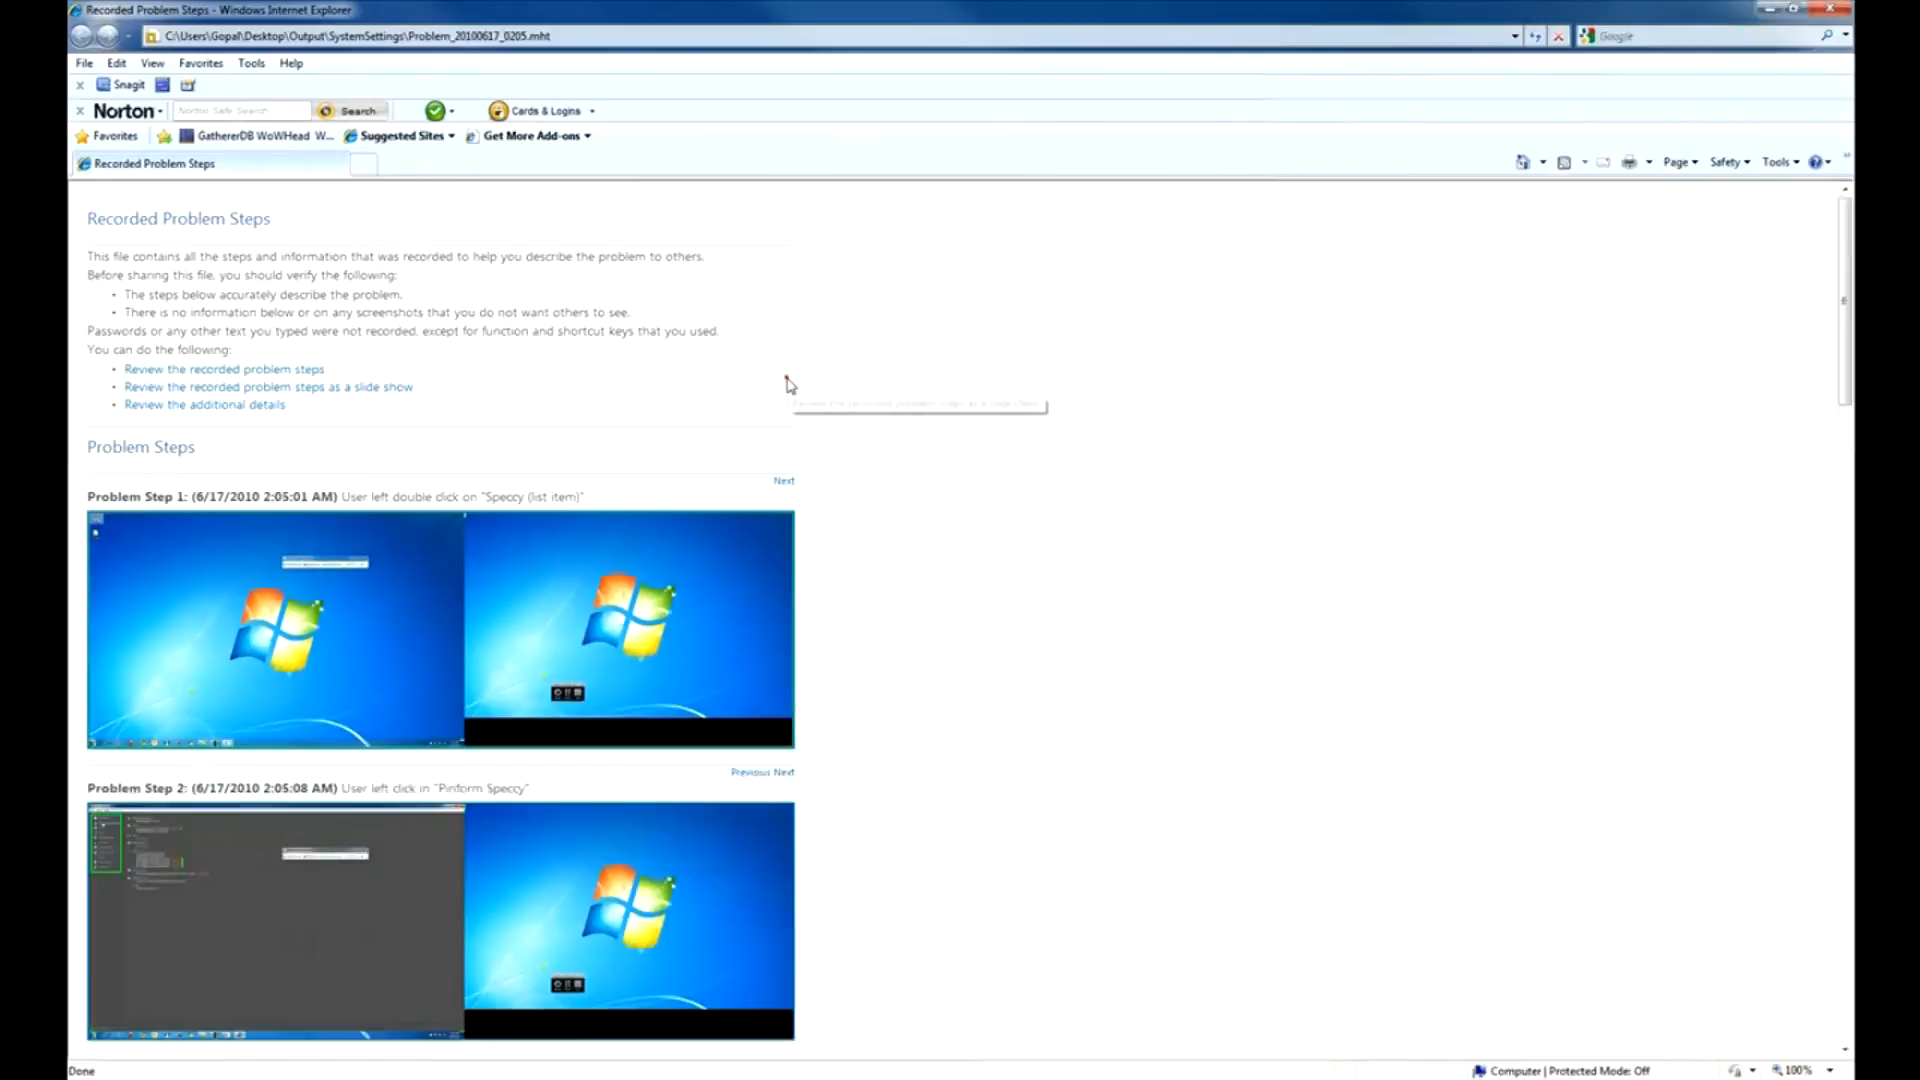 Recorded Problem Steps - Windows Internet Explorer
C:\Users\Gopal\Desktop\Output\SystemSettings\Problem_20100617_0205.mht
Google
File Edit View Favorites Tools Help
Snagit
Norton Norton Safe Search Search Cards & Logins
Favorites GathererDB WoWHead W... Suggested Sites Get More Add-ons
Recorded Problem Steps
Page Safety Tools
Recorded Problem Steps
This file contains all the steps and information that was recorded to help you describe the problem to others.
Before sharing this file, you should verify the following:
• The steps below accurately describe the problem.
• There is no information below or on any screenshots that you do not want others to see.
Passwords or any other text you typed were not recorded, except for function and shortcut keys that you used.
You can do the following:
• Review the recorded problem steps
• Review the recorded problem steps as a slide show
• Review the additional details
Problem Steps
Next
Problem Step 1: (6/17/2010 2:05:01 AM) User left double click on "Speccy (list item)"
Previous Next
Problem Step 2: (6/17/2010 2:05:08 AM) User left click in "Piriform Speccy"
Done
Computer | Protected Mode: Off
100%